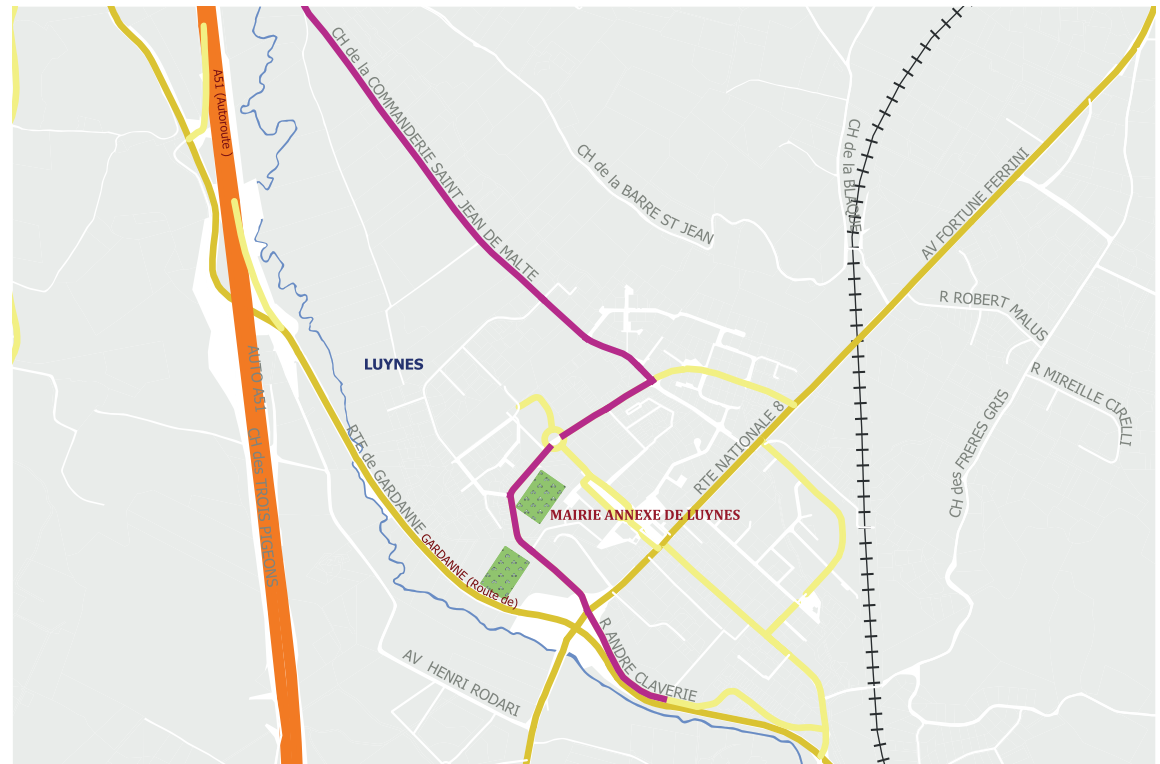 CH de la COMMANDERIE SAINT JEAN DE MALTE
A51 (Autoroute )
CH de la BARRE ST JEAN
CH de la BLAQUE
AV FORTUNE FERRINI
R ROBERT MALUS
LUYNES
AUTO A51
R MIREILLE CIRELLI
RTE NATIONALE 8
CH des FRERES GRIS
RTE de GARDANNE
CH des TROIS PIGEONS
MAIRIE ANNEXE DE LUYNES
GARDANNE (Route de)
R ANDRE CLAVERIE
AV HENRI RODARI